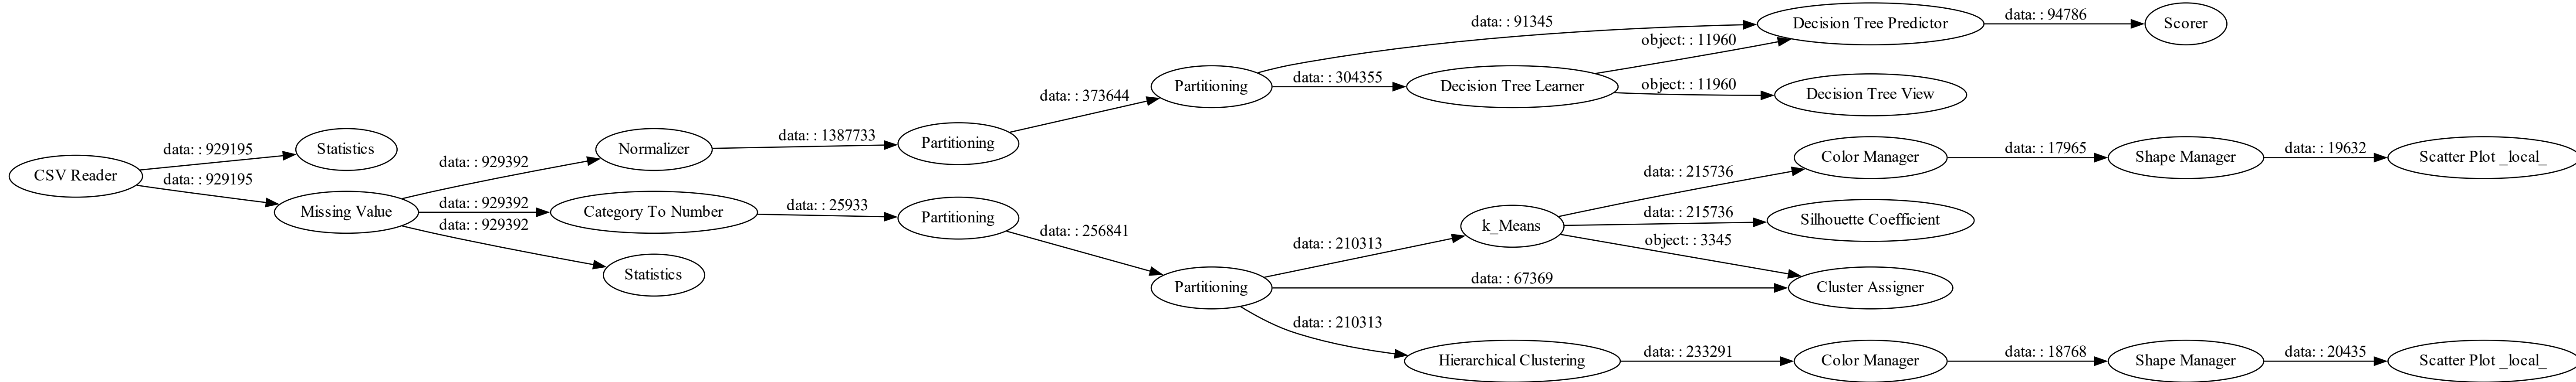 data: : 91345
Decision Tree Predictor
data: : 94786
Scorer
object: : 11960
Partitioning
data: : 304355
Decision Tree Learner
object: : 11960
Decision Tree View
data: : 373644
data: : 929195
Statistics
data: : 929392
Normalizer
data: : 1387733
Partitioning
CSV Reader
data: : 929195
Missing Value
data: : 929392
Category To Number
data: : 25933
Partitioning
data: : 929392
Statistics
data: : 256841
Partitioning
data: : 210313
k_Means
data: : 215736
Color Manager
data: : 17965
Shape Manager
data: : 19632
Scatter Plot _local_
data: : 215736
Silhouette Coefficient
object: : 3345
data: : 67369
Cluster Assigner
data: : 210313
Hierarchical Clustering
data: : 233291
Color Manager
data: : 18768
Shape Manager
data: : 20435
Scatter Plot _local_